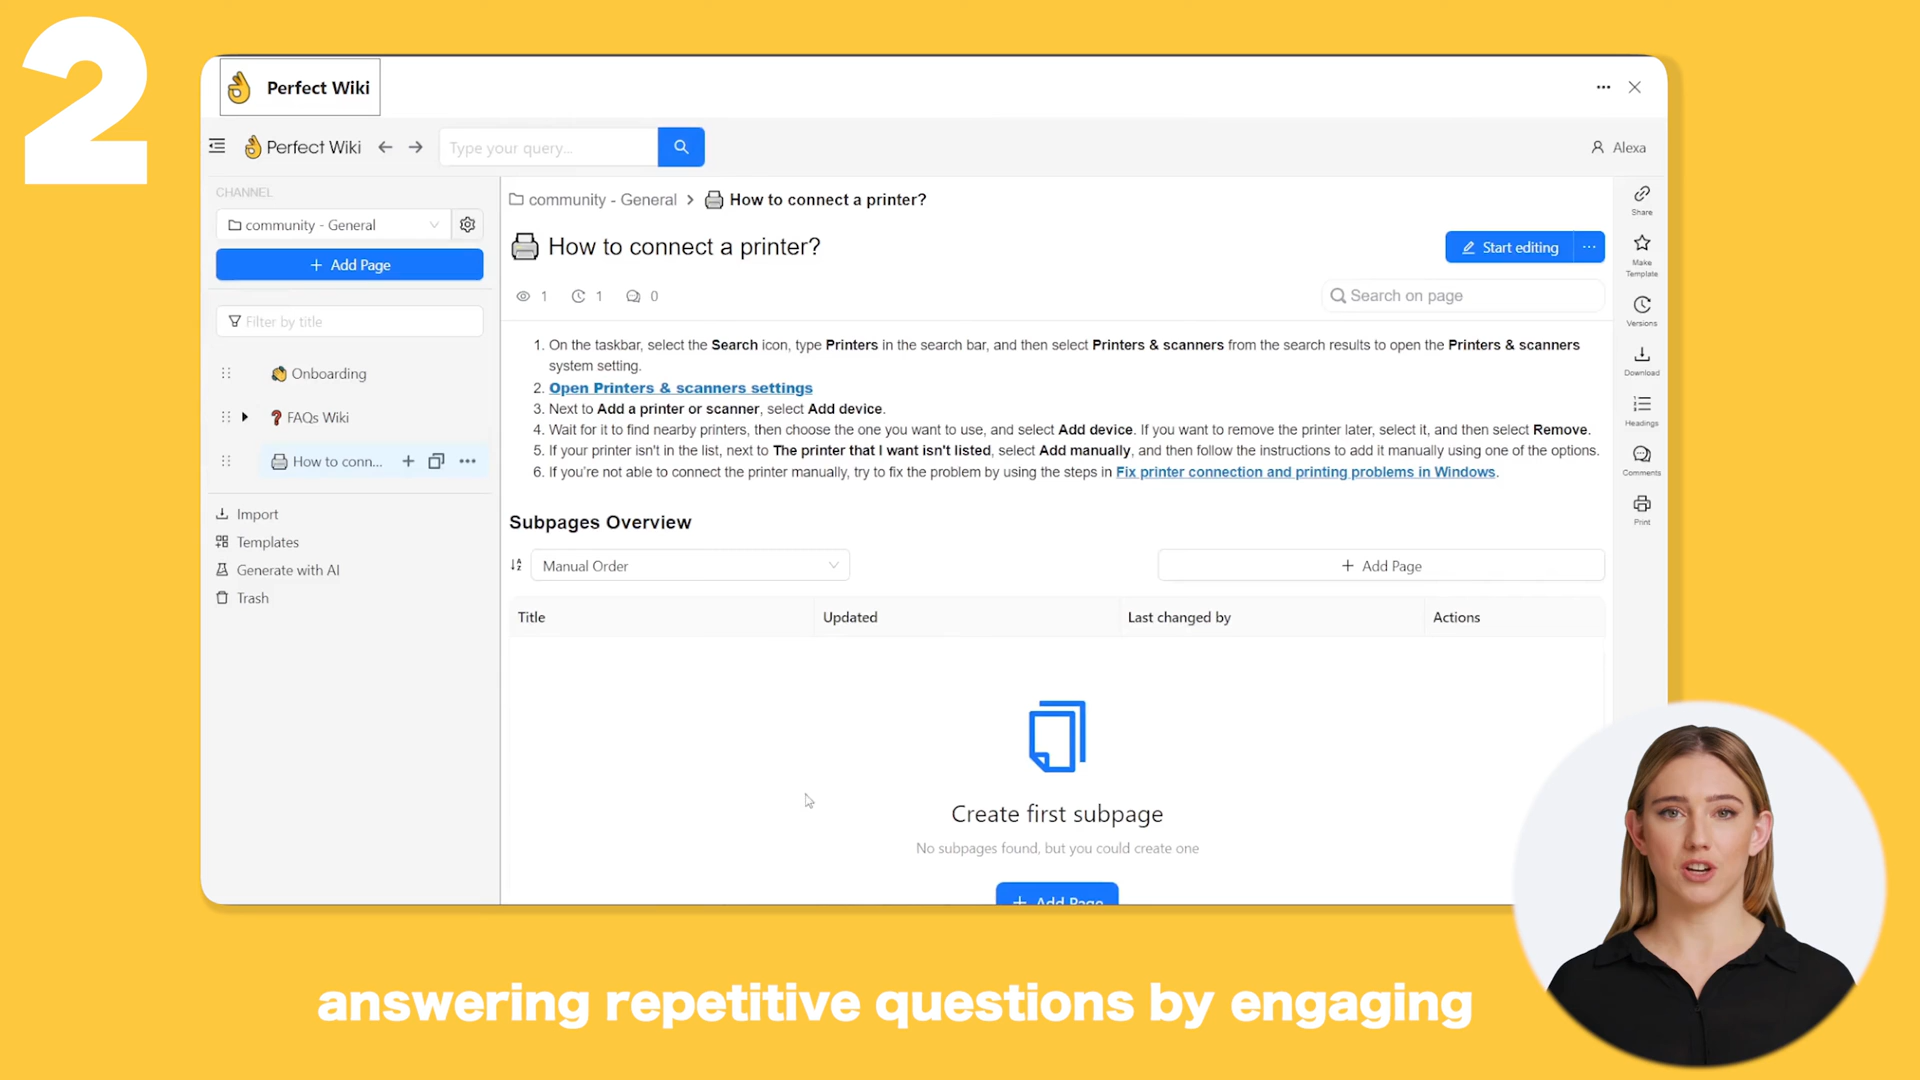 2
Perfect Wiki
Perfect Wiki
Type your query...
Alexa
CHANNEL
community - General
+ Add Page
Filter by title
Onboarding
FAQs Wiki
How to conn...
Import
Templates
Generate with AI
Trash
community - General > How to connect a printer?
How to connect a printer?
Start editing
1 1 0
Search on page
1. On the taskbar, select the Search icon, type Printers in the search bar, and then select Printers & scanners from the search results to open the Printers & scanners
system setting.
2. Open Printers & scanners settings
3. Next to Add a printer or scanner, select Add device.
4. Wait for it to find nearby printers, then choose the one you want to use, and select Add device. If you want to remove the printer later, select it, and then select Remove.
5. If your printer isn't in the list, next to The printer that I want isn't listed, select Add manually, and then follow the instructions to add it manually using one of the options.
6. If you're not able to connect the printer manually, try to fix the problem by using the steps in Fix printer connection and printing problems in Windows.
Subpages Overview
Manual Order
+ Add Page
Title Updated Last changed by Actions
Create first subpage
No subpages found, but you could create one
+ Add Page
Share
Make
Template
Versions
Download
Headings
Comments
Print
answering repetitive questions by engaging